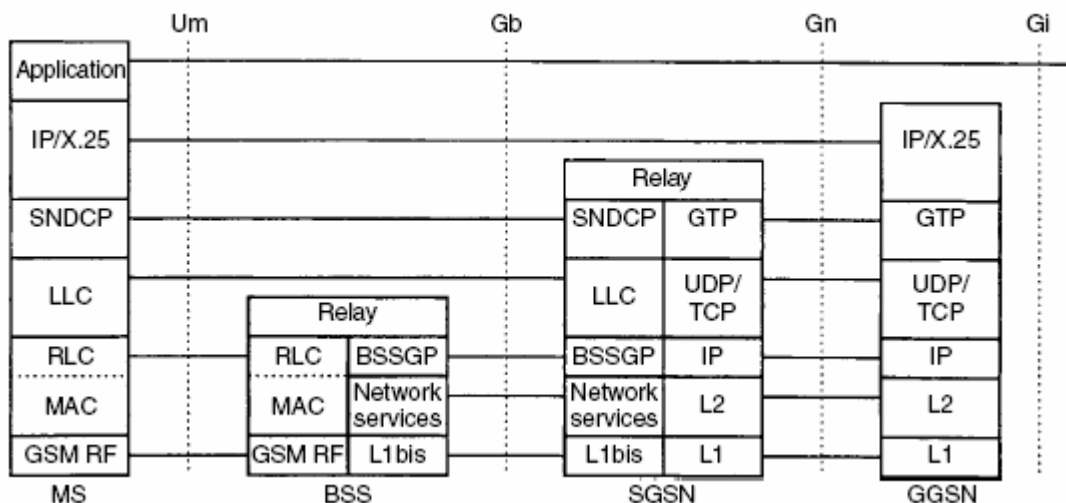 Um Gb Gn Gi
Application
IP/X.25 IP/X.25
Relay
SNDCP SNDCP GTP GTP
LLC LLC UDP/ TCP UDP/ TCP
Relay
RLC RLC BSSGP BSSGP IP IP
MAC MAC Network services Network services L2 L2
GSM RF GSM RF L1bis L1bis L1 L1
MS BSS SGSN GGSN